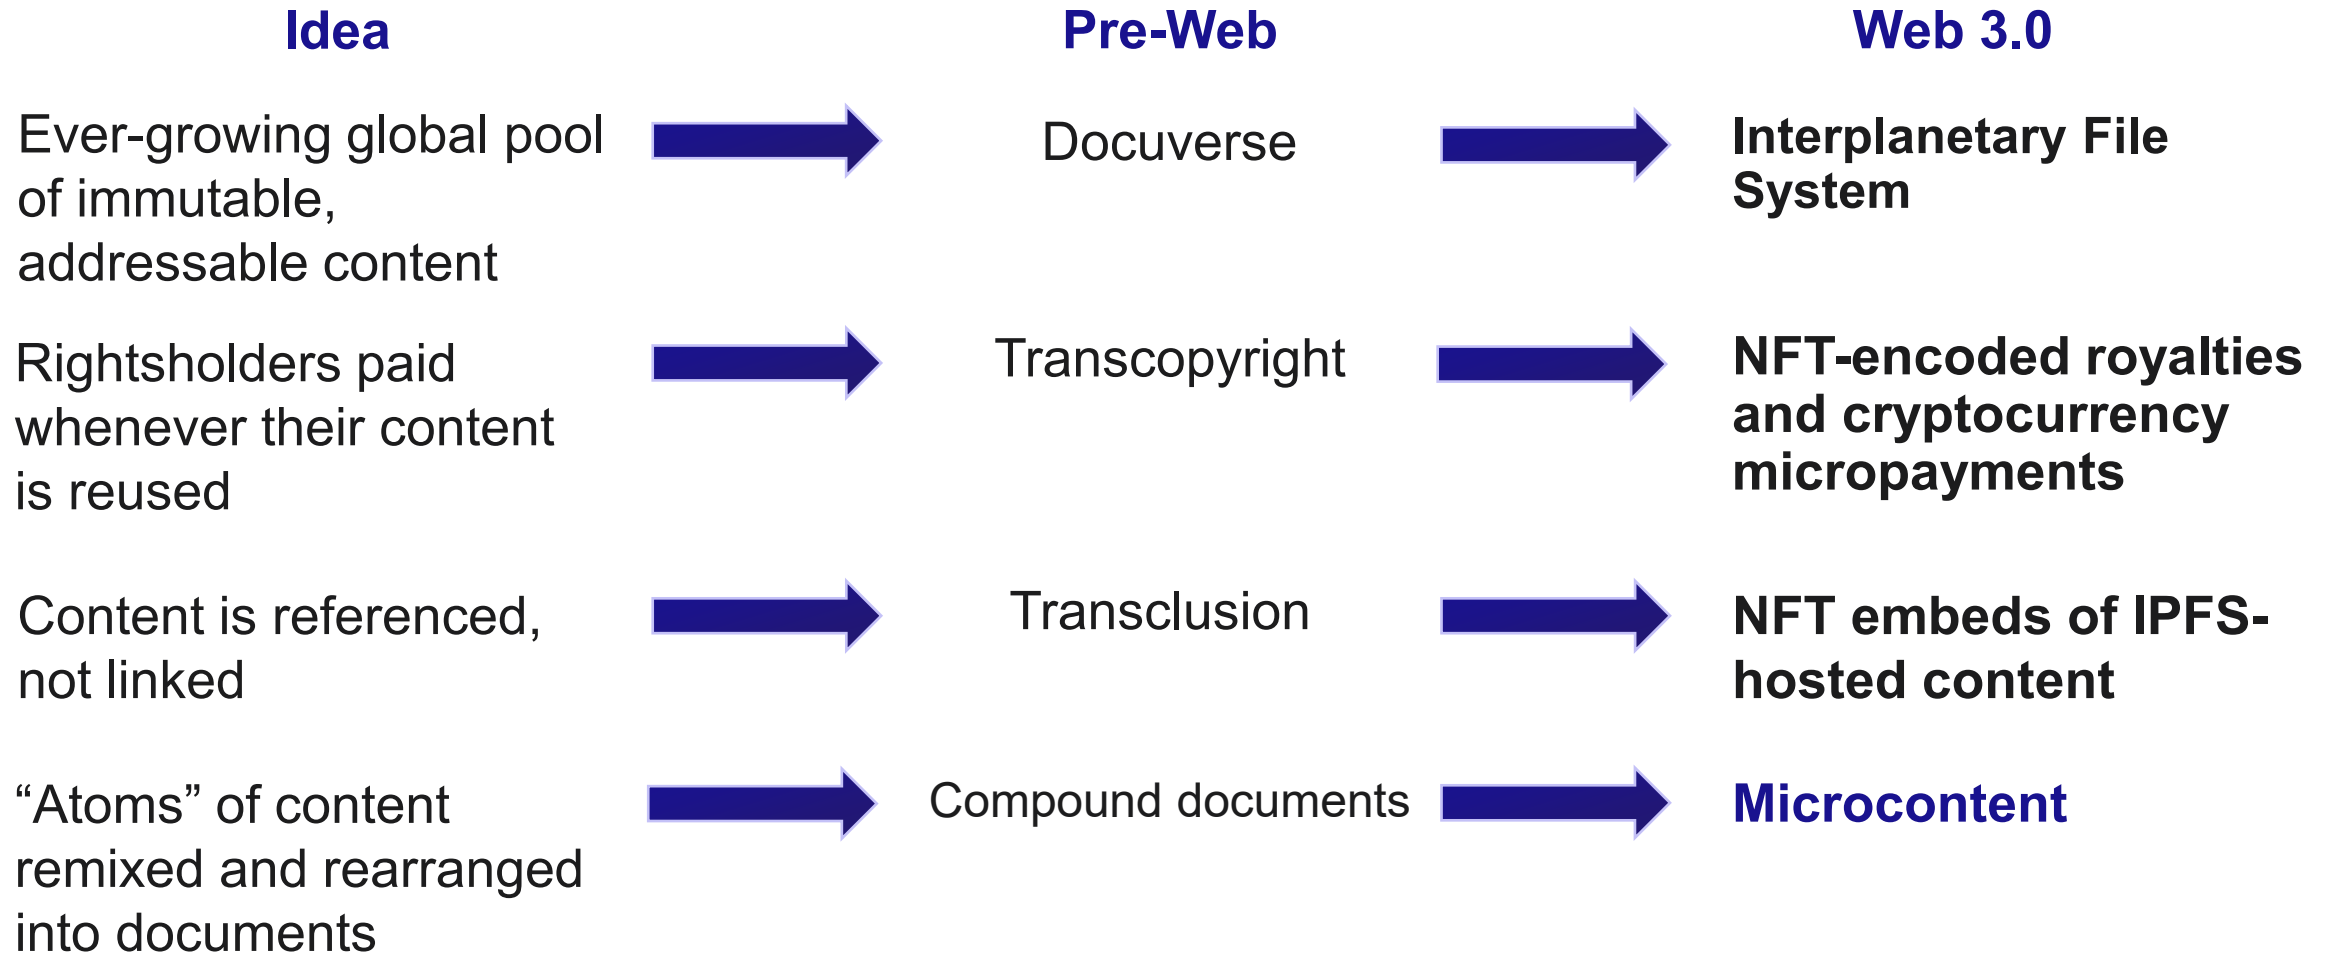 Idea
Pre-Web
Web 3.0
Ever-growing global pool
of immutable,
addressable content
Docuverse
Interplanetary File
System
Rightsholders paid
whenever their content
is reused
Transcopyright
NFT-encoded royalties
and cryptocurrency
micropayments
Content is referenced,
not linked
Transclusion
NFT embeds of IPFS-
hosted content
“Atoms” of content
remixed and rearranged
into documents
Compound documents
Microcontent